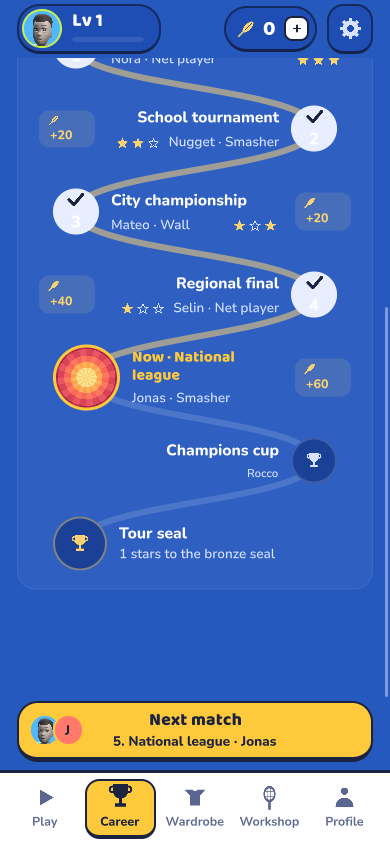 Lv 1
0
+
Nora · Net player
School tournament
+20
Nugget · Smasher
2
City championship
3
Mateo · Wall
+20
Regional final
+40
Selin · Net player
4
Now · National
league
+60
Jonas · Smasher
Champions cup
Rocco
Tour seal
1 stars to the bronze seal
Next match
J
5. National league · Jonas
Play
Career
Wardrobe
Workshop
Profile